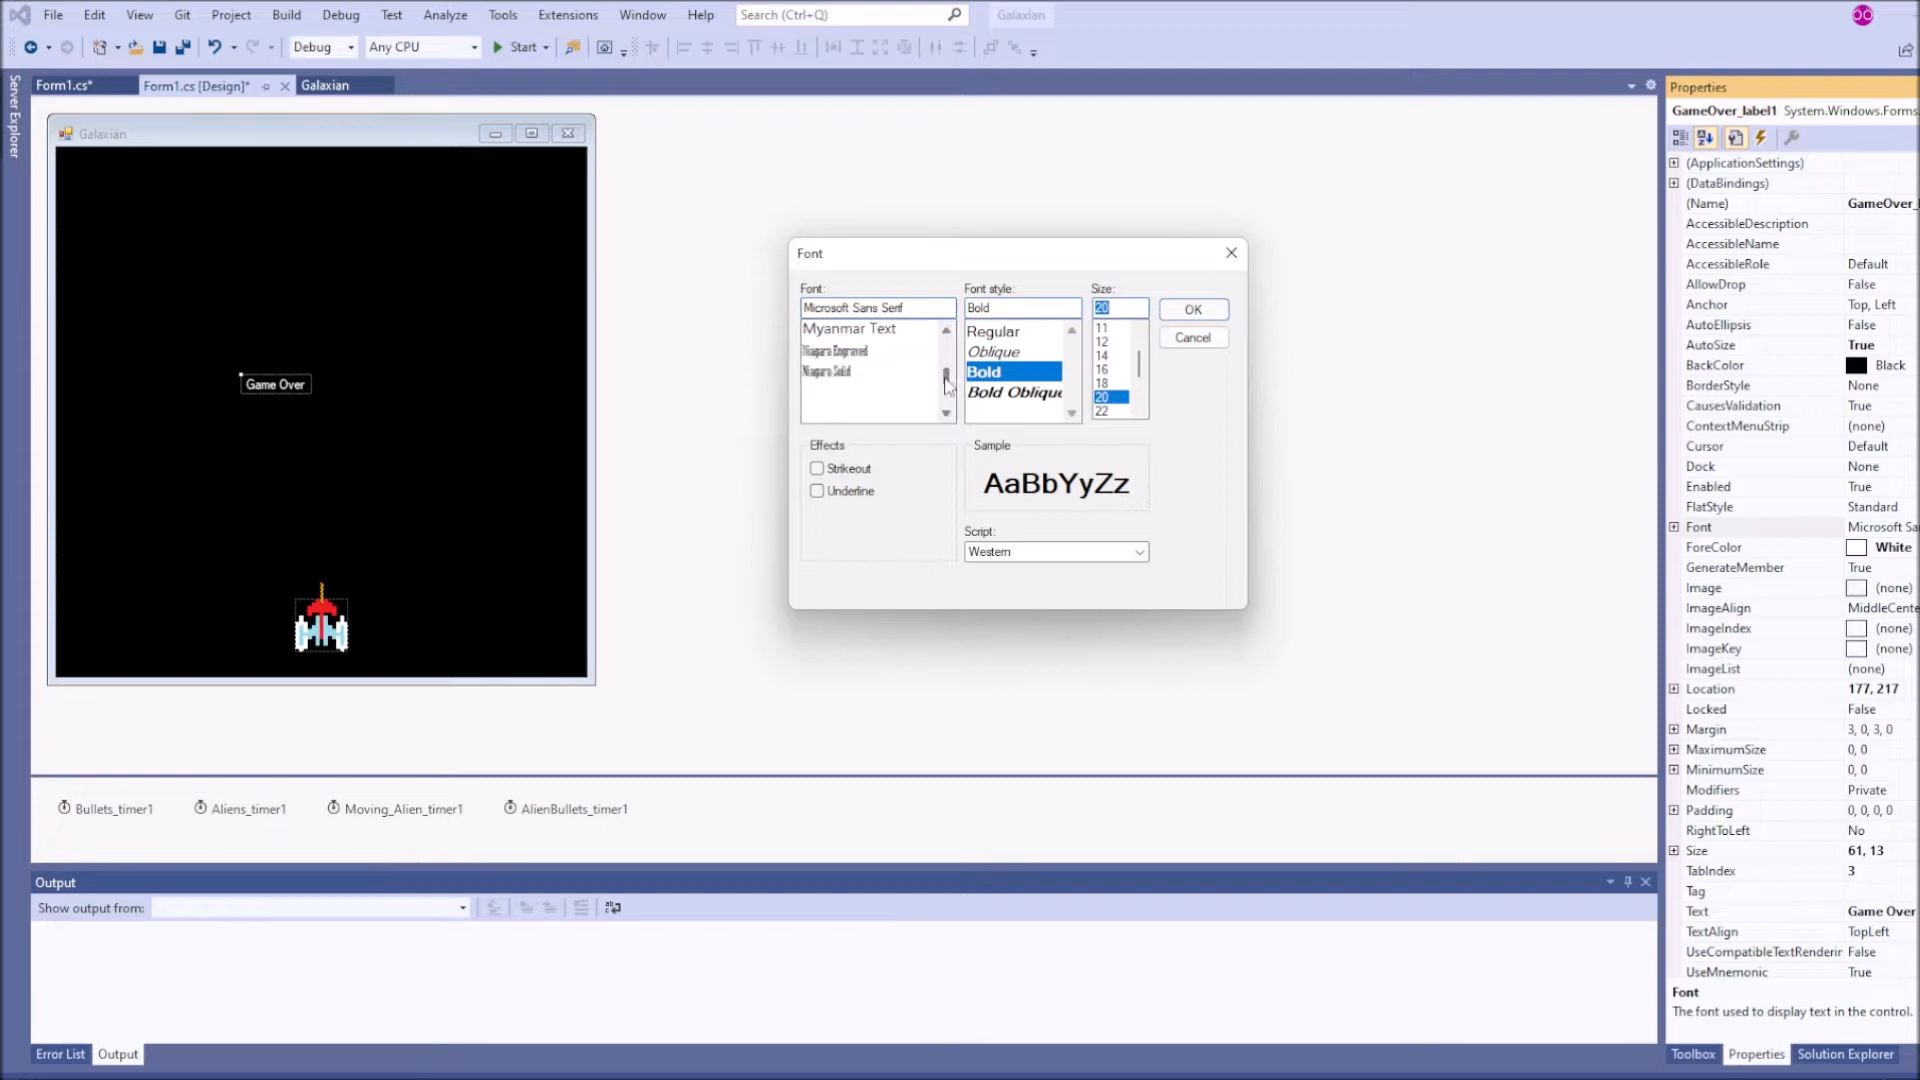 File Edit View Git Project Build Debug Test Analyze Tools Extensions Window Help Search (Ctrl+Q) Galaxian
Debug Any CPU Start
Server Explorer
Form1.cs* Form1.cs [Design]* Galaxian
Galaxian
Game Over
Font
Font: Font style: Size:
Microsoft Sans Serif Bold 20 OK
Myanmar Text Regular 11
Niagara Engraved Oblique 12 Cancel
Niagara Solid Bold 14
Bold Oblique 16
18
20
22
Effects Sample
Strikeout AaBbYyZz
Underline
Script:
Western
Bullets_timer1 Aliens_timer1 Moving_Alien_timer1 AlienBullets_timer1
Output
Show output from:
Error List Output
Properties
GameOver_label1 System.Windows.Forms.
(ApplicationSettings)
(DataBindings)
(Name) GameOver_
AccessibleDescription
AccessibleName
AccessibleRole Default
AllowDrop False
Anchor Top, Left
AutoEllipsis False
AutoSize True
BackColor Black
BorderStyle None
CausesValidation True
ContextMenuStrip (none)
Cursor Default
Dock None
Enabled True
FlatStyle Standard
Font Microsoft Sa
ForeColor White
GenerateMember True
Image (none)
ImageAlign MiddleCente
ImageIndex (none)
ImageKey (none)
ImageList (none)
Location 177, 217
Locked False
Margin 3, 0, 3, 0
MaximumSize 0, 0
MinimumSize 0, 0
Modifiers Private
Padding 0, 0, 0, 0
RightToLeft No
Size 61, 13
TabIndex 3
Tag
Text Game Over
TextAlign TopLeft
UseCompatibleTextRenderin False
UseMnemonic True
Font
The font used to display text in the control.
Toolbox Properties Solution Explorer